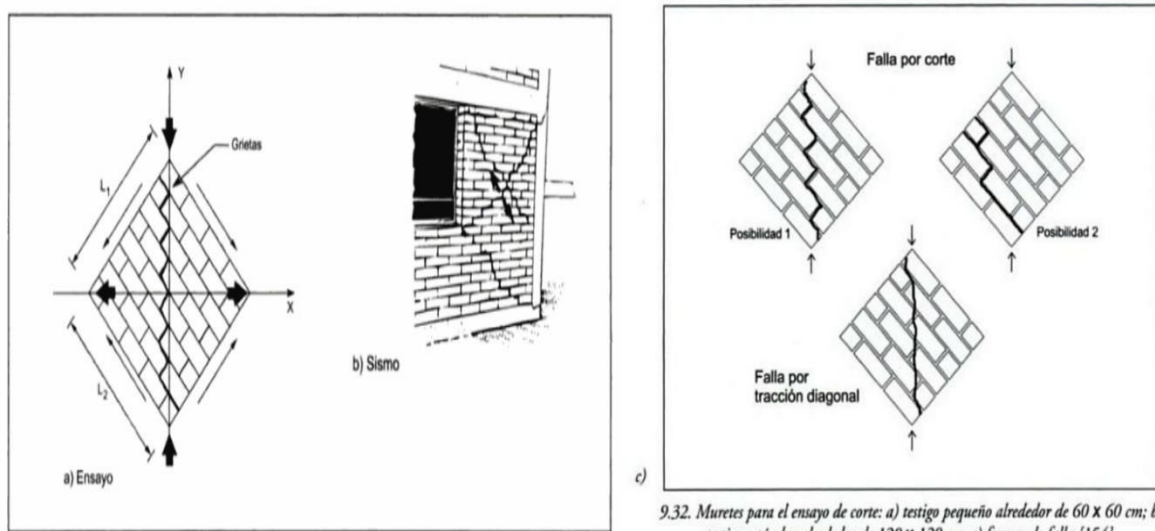 Y
Grietas
L₁
X
L₂
a) Ensayo
b) Sismo
Falla por corte
Posibilidad 1
Posibilidad 2
Falla por
tracción diagonal
c)
9.32. Muretes para el ensayo de corte: a) testigo pequeño alrededor de 60 x 60 cm; b